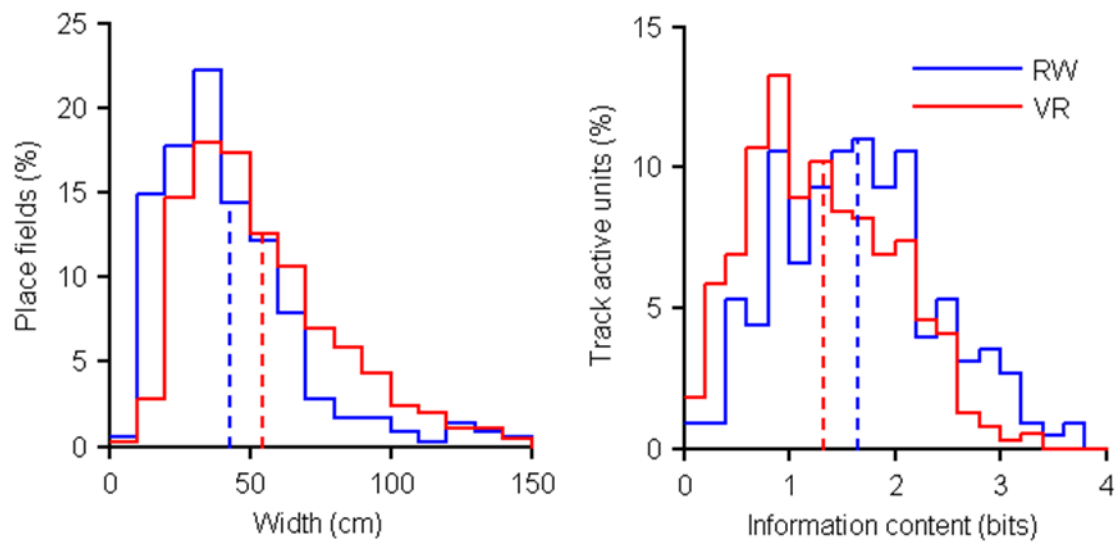 25
20
15
10
5
0
Place fields (%)
0 50 100 150
Width (cm)
15
10
5
0
Track active units (%)
RW
VR
0 1 2 3 4
Information content (bits)